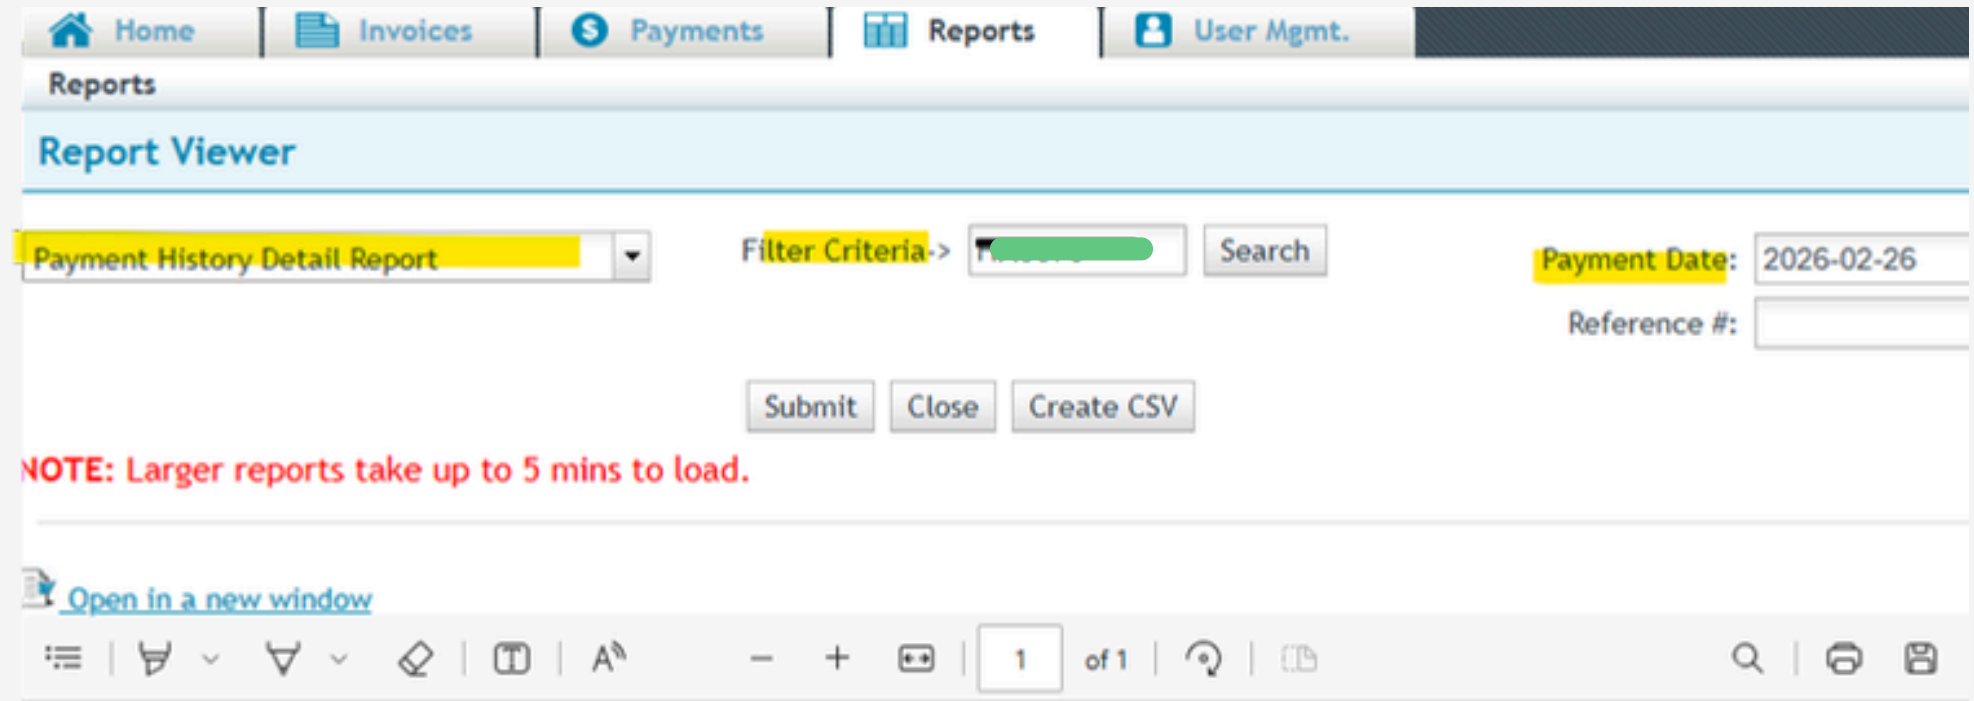 Home Invoices Payments Reports User Mgmt.
Reports
Report Viewer
Payment History Detail Report Filter Criteria-> Search Payment Date: 2026-02-26
Reference #:
Submit Close Create CSV
NOTE: Larger reports take up to 5 mins to load.
Open in a new window
1 of 1